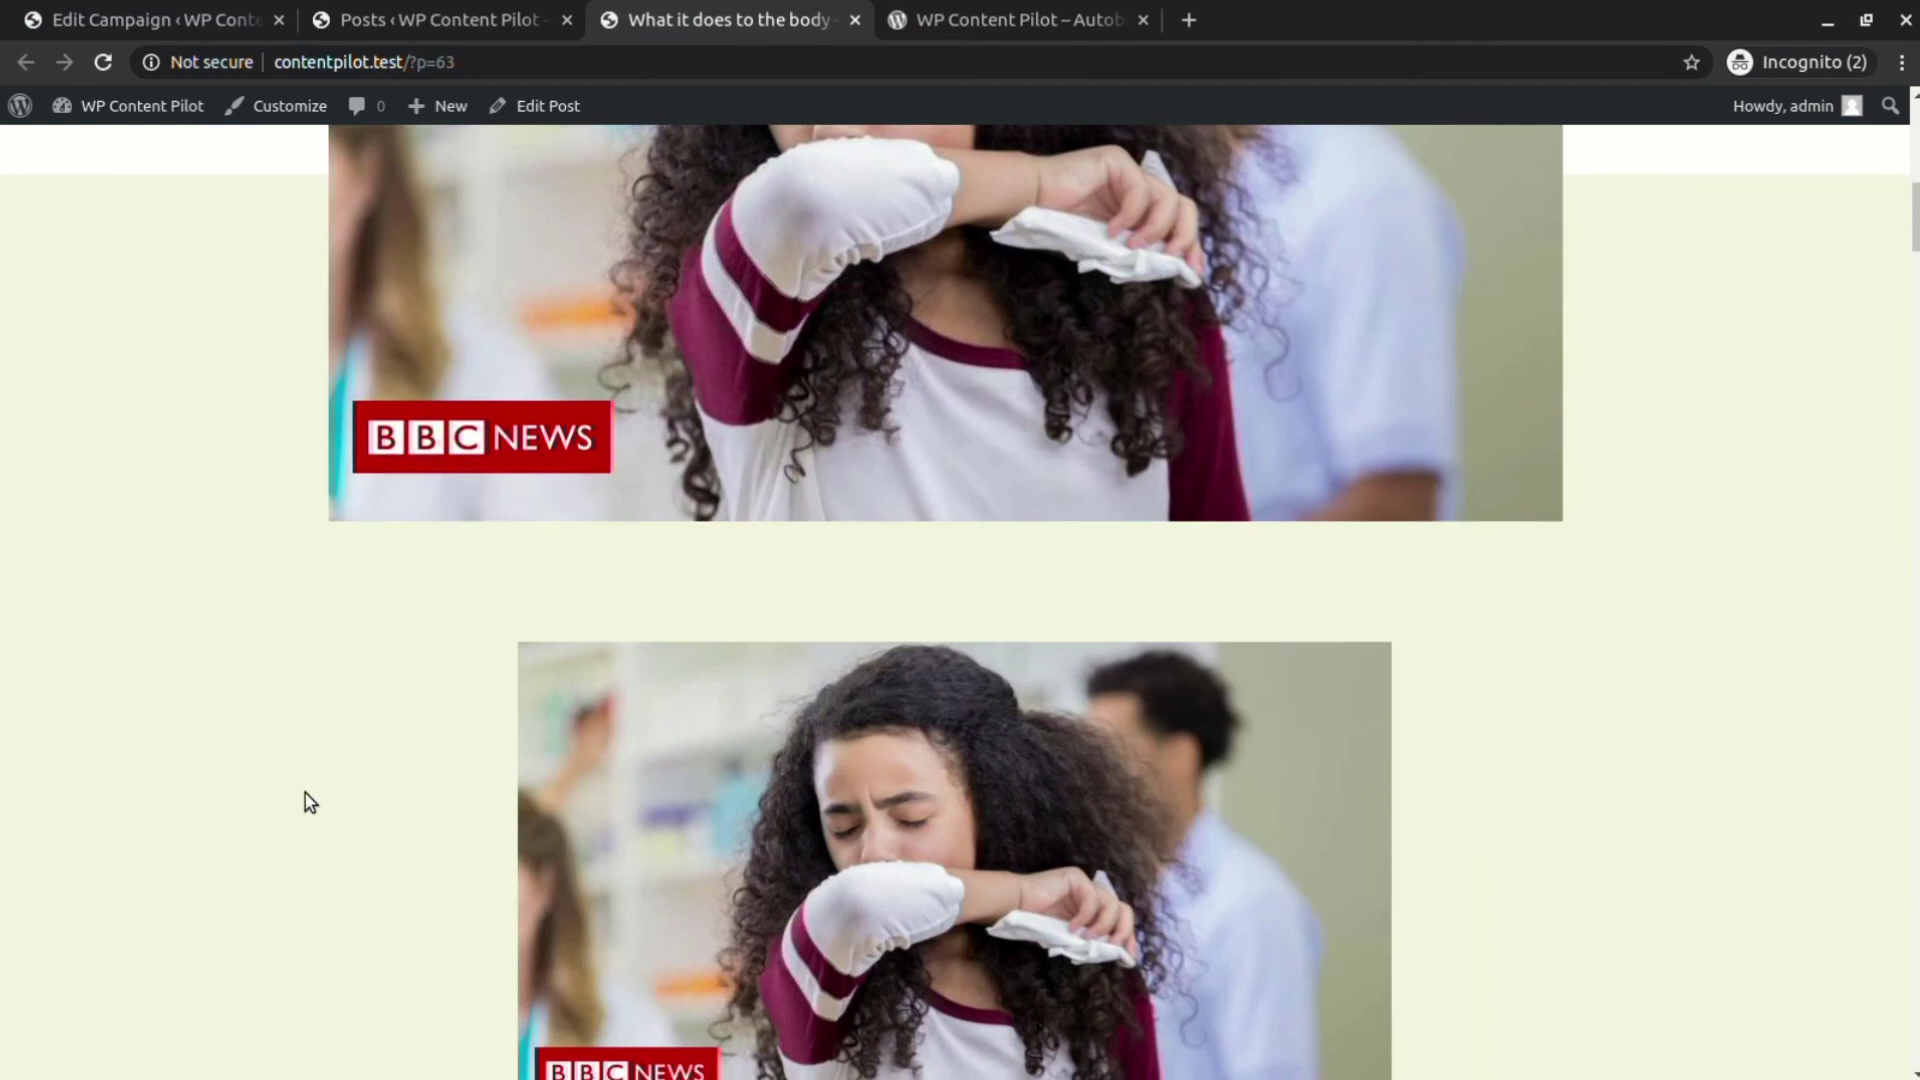 Edit Campaign ‹ WP Conte
Posts ‹ WP Content Pilot –
What it does to the body –
WP Content Pilot – Autob
Not secure
contentpilot.test/?p=63
Incognito (2)
WP Content Pilot
Customize
0
New
Edit Post
Howdy, admin
BBC NEWS
BBC NEWS